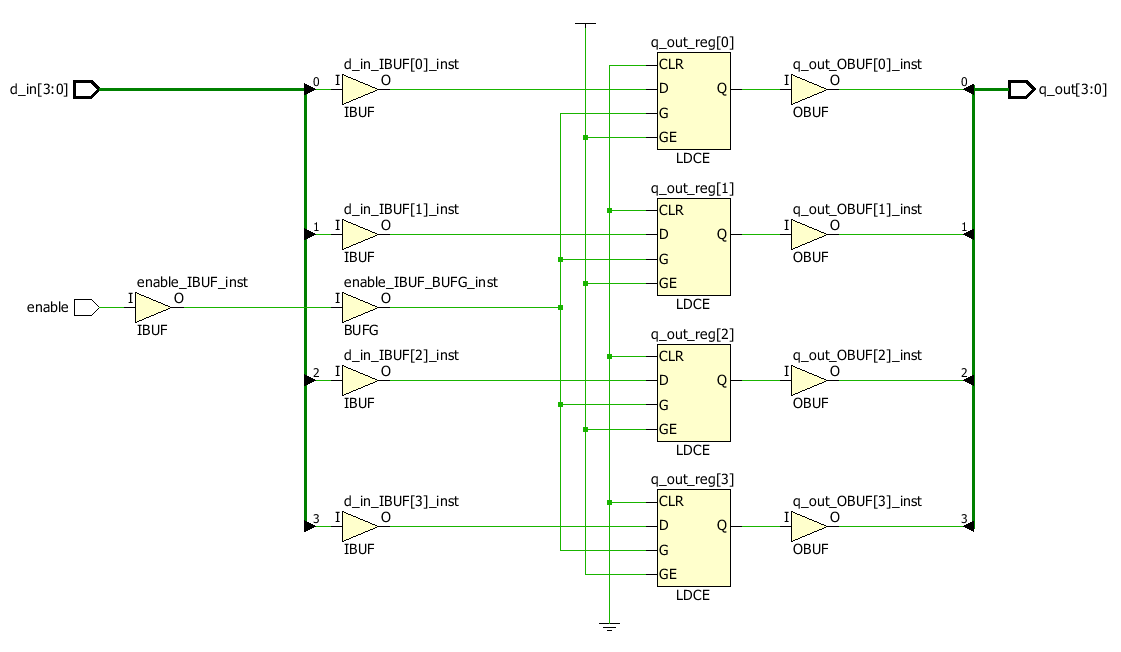 q_out_reg[0]
d_in_IBUF[0]_inst
CLR
q_out_OBUF[0]_inst
d_in[3:0]
0
I
O
D
Q
I
O
0
q_out[3:0]
IBUF
G
OBUF
GE
LDCE
q_out_reg[1]
d_in_IBUF[1]_inst
CLR
q_out_OBUF[1]_inst
1
I
O
D
Q
I
O
1
IBUF
G
OBUF
enable_IBUF_inst
enable_IBUF_BUFG_inst
GE
enable
I
O
I
O
LDCE
IBUF
BUFG
q_out_reg[2]
d_in_IBUF[2]_inst
CLR
q_out_OBUF[2]_inst
2
I
O
D
Q
I
O
2
IBUF
G
OBUF
GE
LDCE
q_out_reg[3]
d_in_IBUF[3]_inst
CLR
q_out_OBUF[3]_inst
3
I
O
D
Q
I
O
3
IBUF
G
OBUF
GE
LDCE